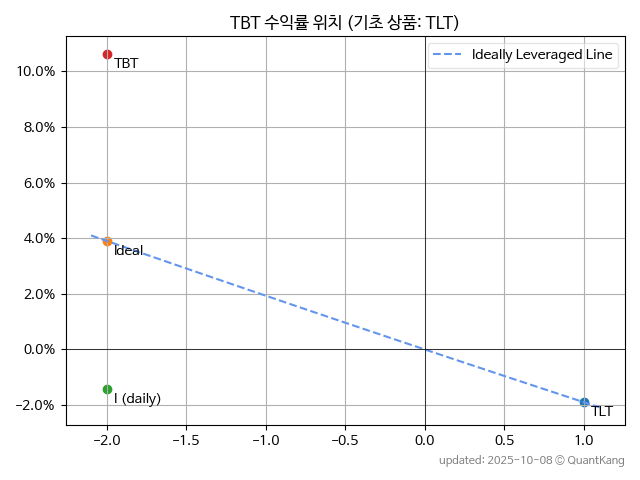 TBT 수익률 위치 (기초 상품: TLT)
Ideally Leveraged Line
10.0%
8.0%
6.0%
4.0%
2.0%
0.0%
-2.0%
TBT
Ideal
I (daily)
TLT
-2.0 -1.5 -1.0 -0.5 0.0 0.5 1.0
updated: 2025-10-08 © QuantKang